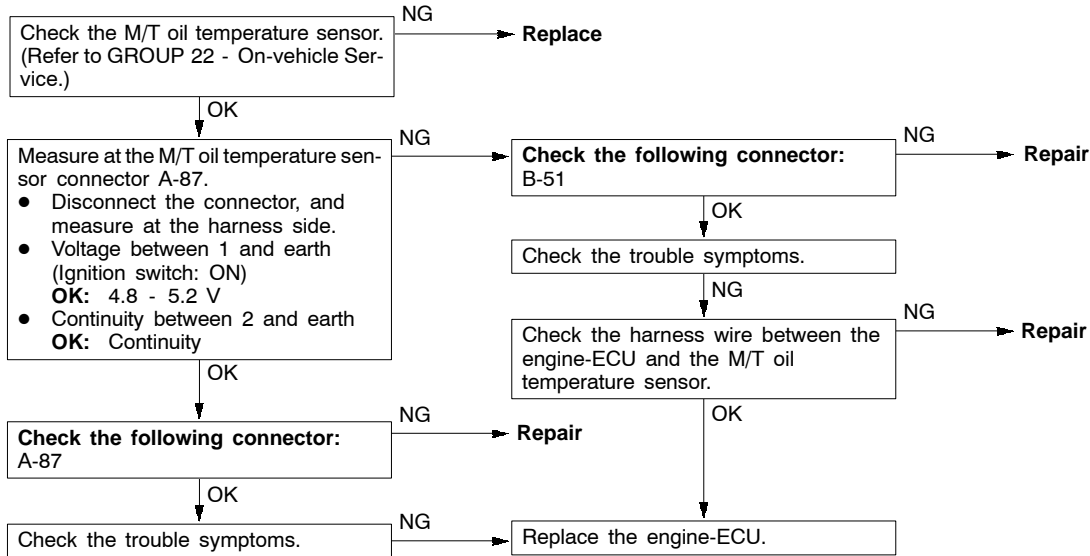 Check the M/T oil temperature sensor.
(Refer to GROUP 22 - On-vehicle Ser-
vice.)
NG
Replace
OK
Measure at the M/T oil temperature sen-
sor connector A-87.
● Disconnect the connector, and
measure at the harness side.
● Voltage between 1 and earth
(Ignition switch: ON)
OK: 4.8 - 5.2 V
● Continuity between 2 and earth
OK: Continuity
NG
Check the following connector:
B-51
NG
Repair
OK
Check the trouble symptoms.
NG
Check the harness wire between the
engine-ECU and the M/T oil
temperature sensor.
NG
Repair
OK
OK
Check the following connector:
A-87
NG
Repair
OK
Check the trouble symptoms.
NG
Replace the engine-ECU.